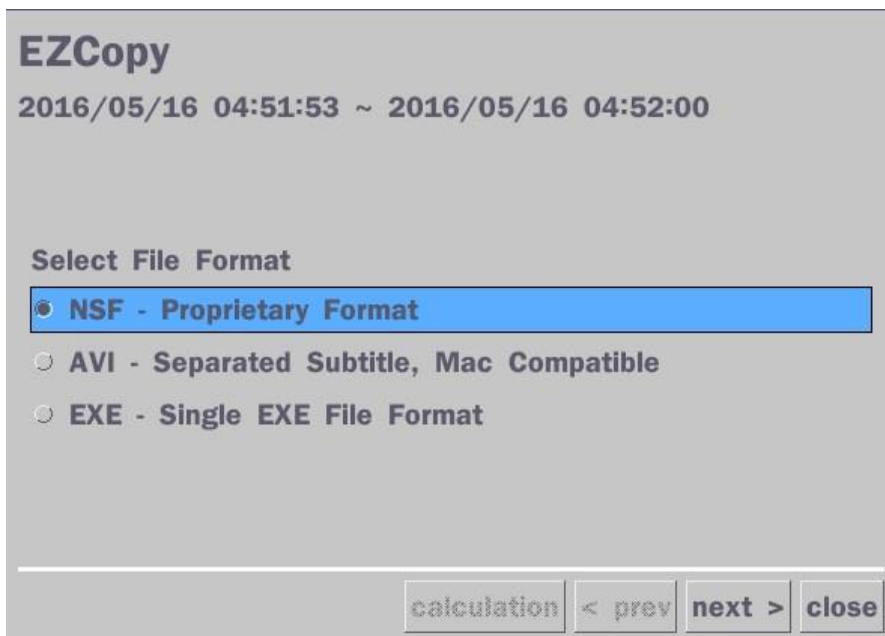 EZCopy
2016/05/16 04:51:53 ~ 2016/05/16 04:52:00
Select File Format
NSF - Proprietary Format
AVI - Separated Subtitle, Mac Compatible
EXE - Single EXE File Format
calculation < prev next > close